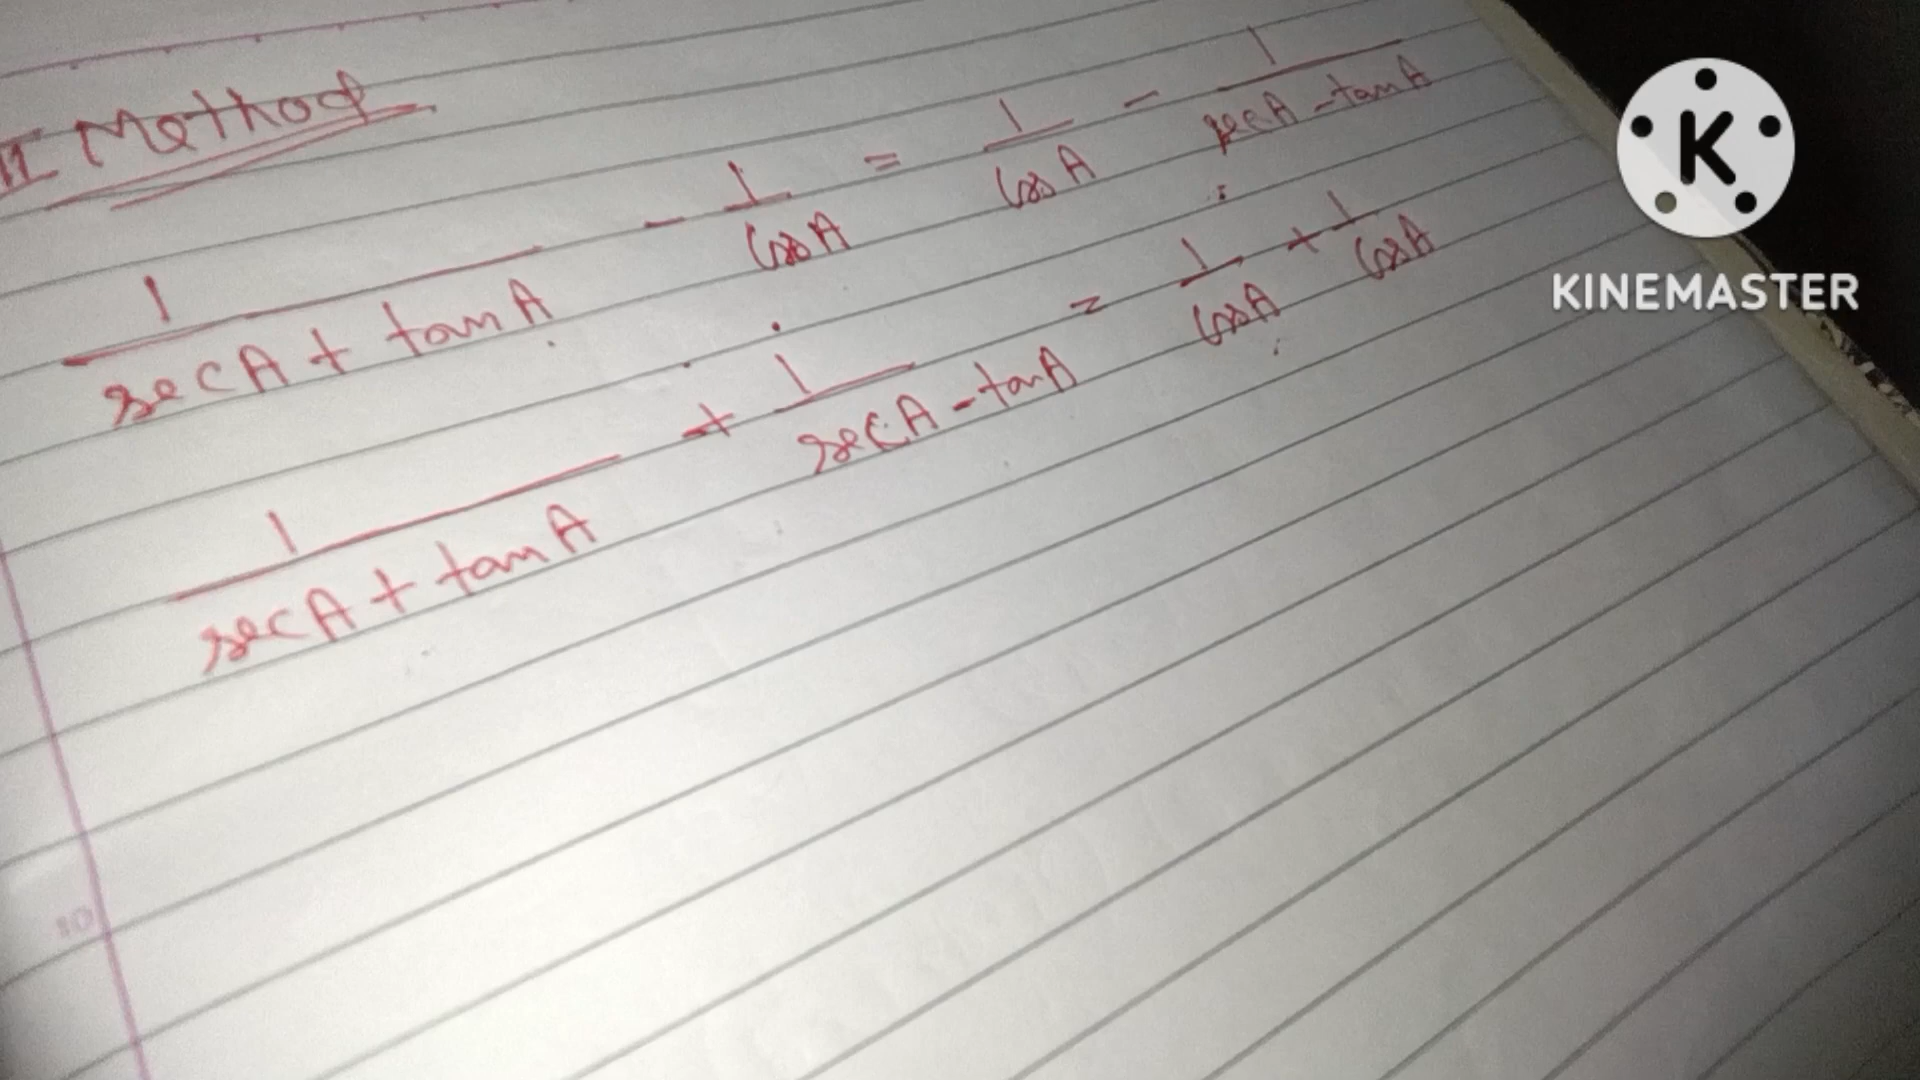 II Method
1/(secA + tanA) - 1/CosA = 1/CosA - 1/(secA - tanA)
1/(secA + tanA) + 1/(secA - tanA) = 1/CosA + 1/CosA
K
KINEMASTER
10